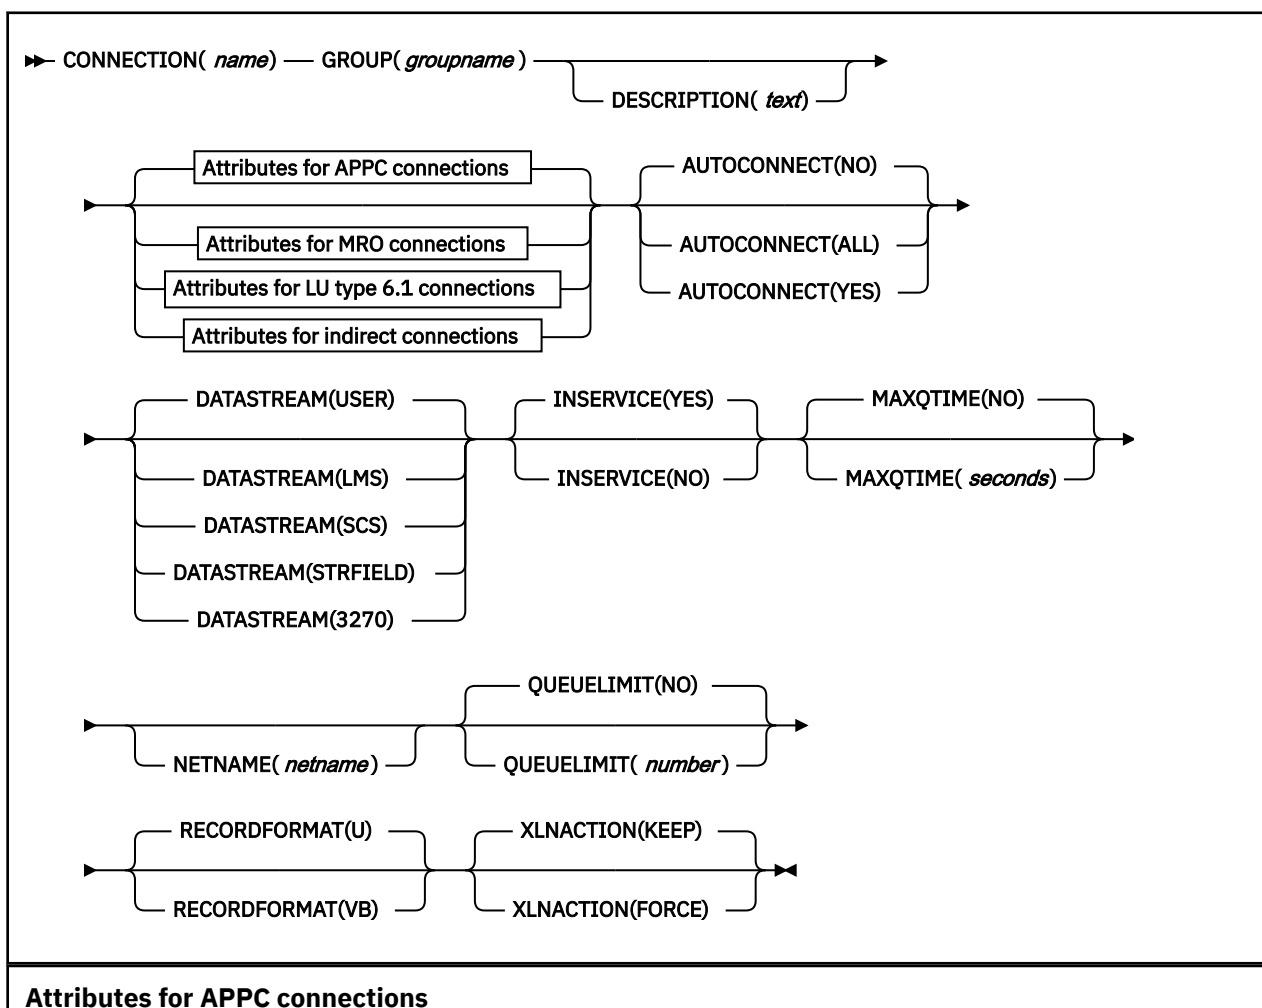 CONNECTION( name) GROUP( groupname )
DESCRIPTION( text)
Attributes for APPC connections
Attributes for MRO connections
Attributes for LU type 6.1 connections
Attributes for indirect connections
AUTOCONNECT(NO)
AUTOCONNECT(ALL)
AUTOCONNECT(YES)
DATASTREAM(USER)
DATASTREAM(LMS)
DATASTREAM(SCS)
DATASTREAM(STRFIELD)
DATASTREAM(3270)
INSERVICE(YES)
INSERVICE(NO)
MAXQTIME(NO)
MAXQTIME( seconds)
NETNAME( netname )
QUEUELIMIT(NO)
QUEUELIMIT( number )
RECORDFORMAT(U)
RECORDFORMAT(VB)
XLNACTION(KEEP)
XLNACTION(FORCE)
Attributes for APPC connections